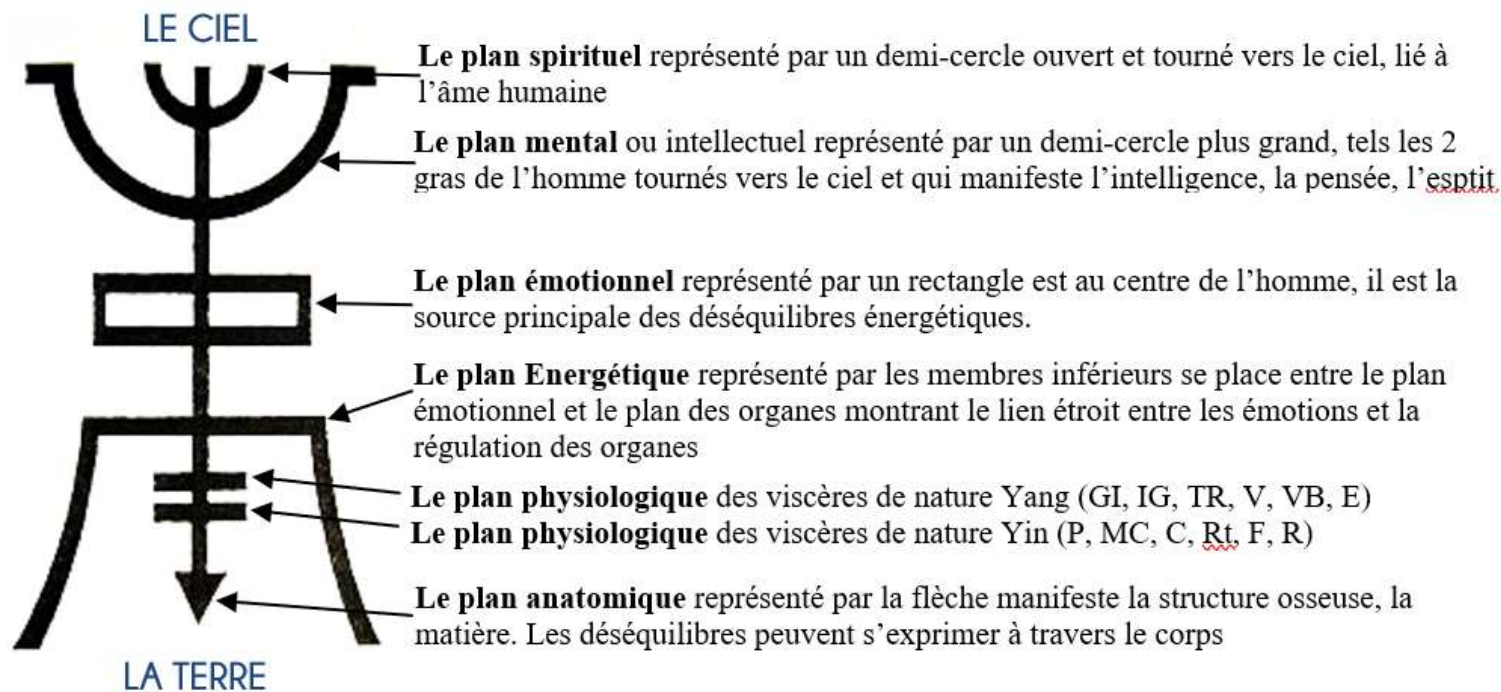 LE CIEL
Le plan spirituel représenté par un demi-cercle ouvert et tourné vers le ciel, lié à
l’âme humaine
Le plan mental ou intellectuel représenté par un demi-cercle plus grand, tels les 2
gras de l’homme tournés vers le ciel et qui manifeste l’intelligence, la pensée, l’esptit
Le plan émotionnel représenté par un rectangle est au centre de l’homme, il est la
source principale des déséquilibres énergétiques.
Le plan Energétique représenté par les membres inférieurs se place entre le plan
émotionnel et le plan des organes montrant le lien étroit entre les émotions et la
régulation des organes
Le plan physiologique des viscères de nature Yang (GI, IG, TR, V, VB, E)
Le plan physiologique des viscères de nature Yin (P, MC, C, Rt, F, R)
Le plan anatomique représenté par la flèche manifeste la structure osseuse, la
matière. Les déséquilibres peuvent s’exprimer à travers le corps
LA TERRE